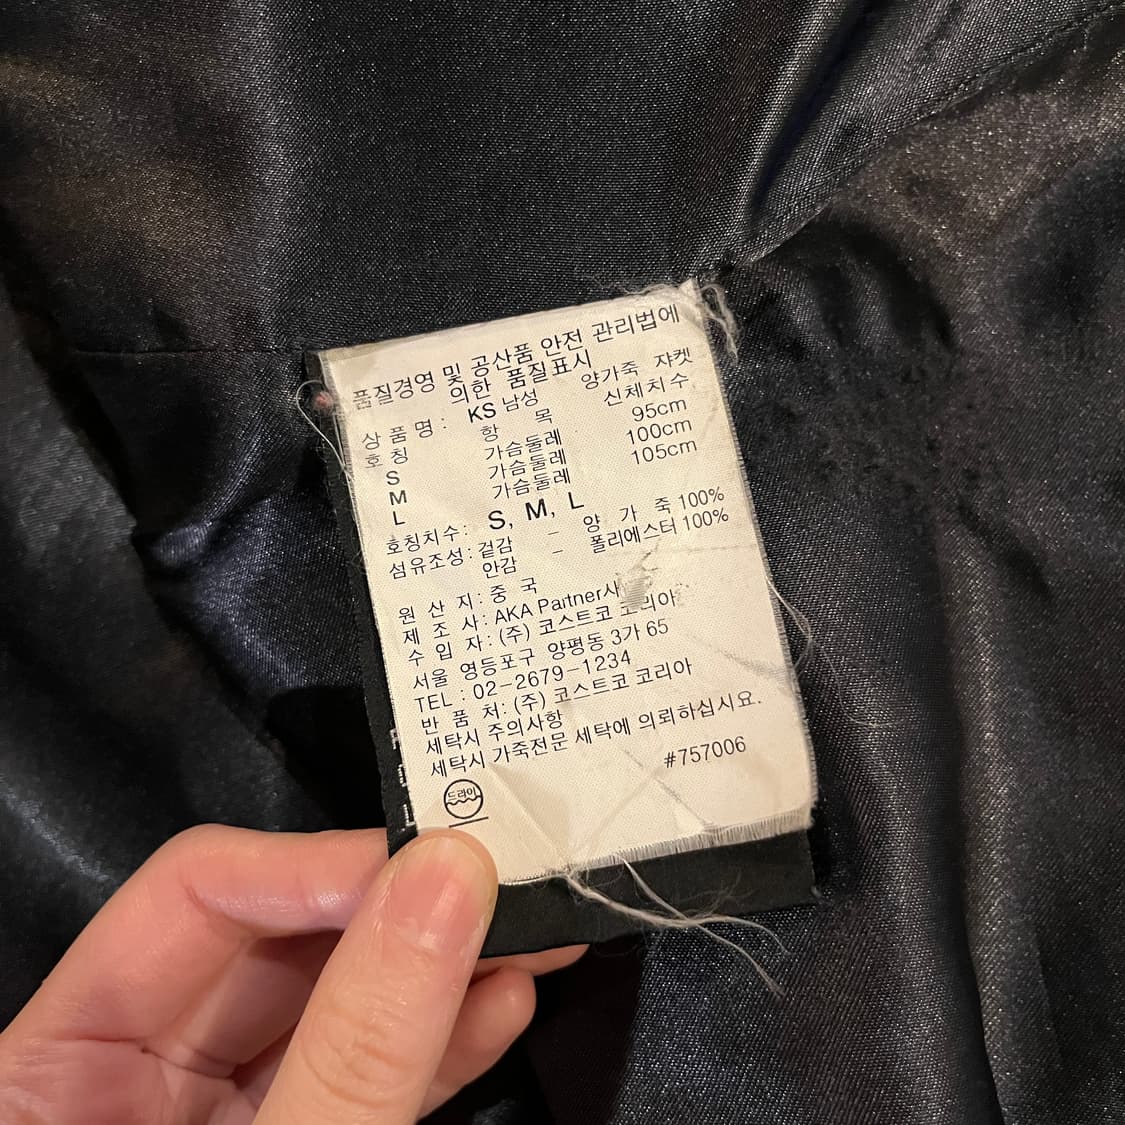 품질경영 및 공산품 안전 관리법에
의한 품질표시
상 품 명 : KS 남성 양가죽 쟈켓
호 칭 항 목 신체치수
S 가슴둘레 95cm
M 가슴둘레 100cm
L 가슴둘레 105cm
호칭치수: S, M, L
섬유조성: 겉감 - 양 가 죽 100%
안감 - 폴리에스터 100%
원 산 지: 중 국
제 조 사: AKA Partner사
수 입 자: (주) 코스트코 코리아
서울 영등포구 양평동 3가 65
TEL : 02-2679-1234
반 품 처: (주) 코스트코 코리아
세탁시 주의사항
세탁시 가죽전문 세탁에 의뢰하십시요.
#757006
드라이